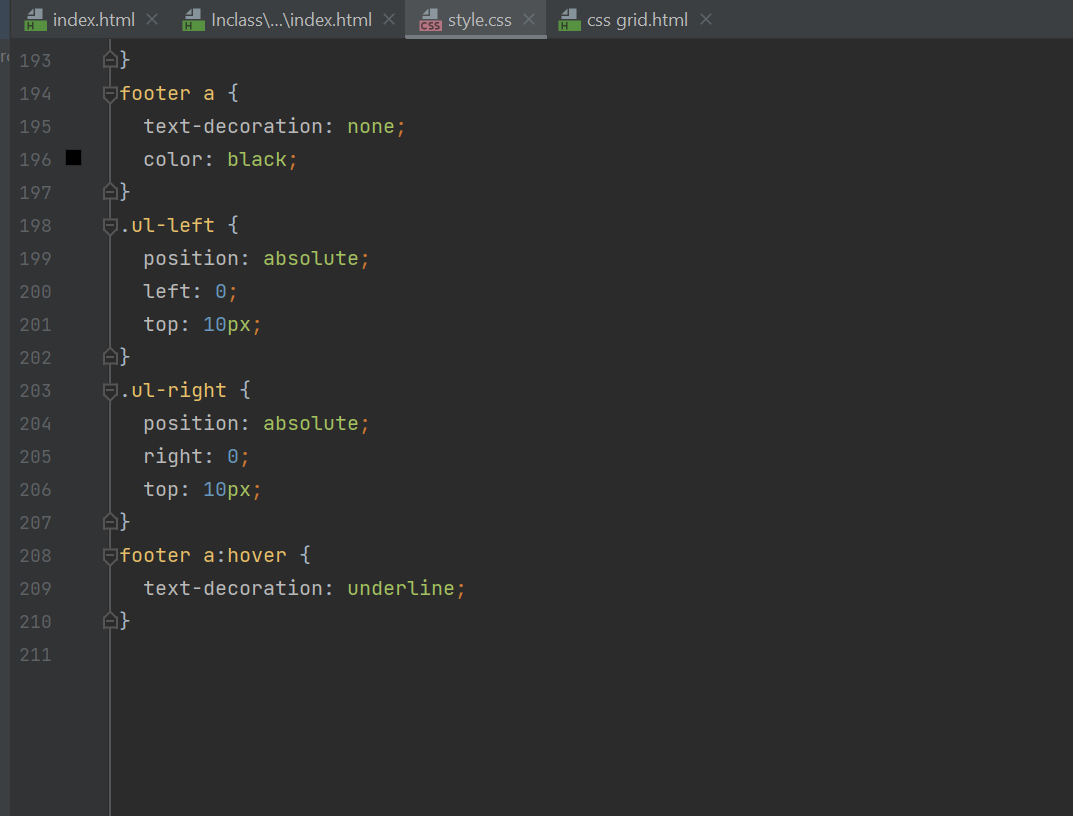 index.html Inclass\...\index.html style.css css grid.html
193 }
194 footer a {
195 text-decoration: none;
196 color: black;
197 }
198 .ul-left {
199 position: absolute;
200 left: 0;
201 top: 10px;
202 }
203 .ul-right {
204 position: absolute;
205 right: 0;
206 top: 10px;
207 }
208 footer a:hover {
209 text-decoration: underline;
210 }
211